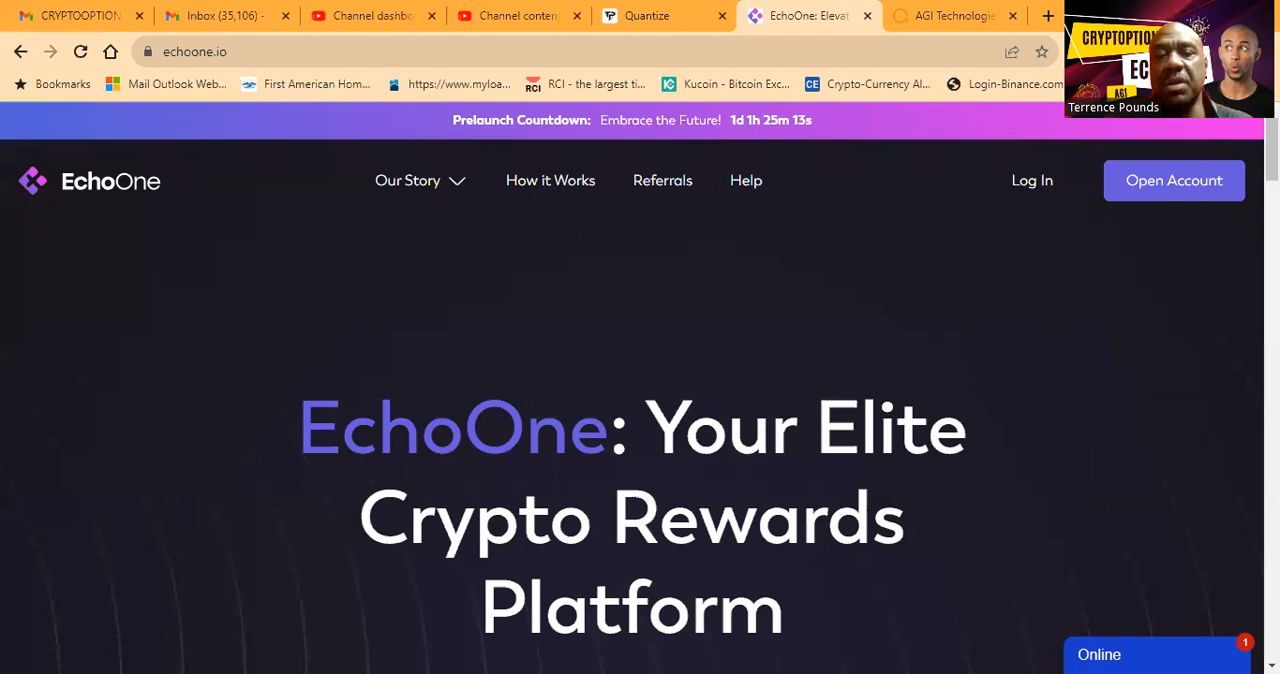 CRYPTOOPTION
Inbox (35,106) -
Channel dashbo
Channel conten
Quantize
EchoOne: Elevat
AGI Technologie
echoone.io
Bookmarks
Mail Outlook Web...
First American Hom...
https://www.myloa...
RCI
RCI - the largest ti...
Kucoin - Bitcoin Exc...
CE
Crypto-Currency Al...
Login-Binance.com
CRYPTOPTION
EC
AGI
Terrence Pounds
Prelaunch Countdown: Embrace the Future! 1d 1h 25m 13s
EchoOne
Our Story
How it Works
Referrals
Help
Log In
Open Account
EchoOne: Your Elite
Crypto Rewards
Platform
Online
1